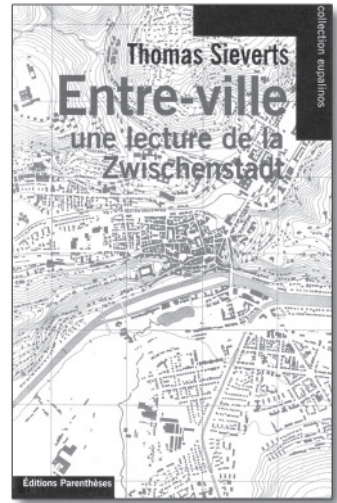 collection eupalinos
Thomas Sieverts
Entre-ville
une lecture de la
Zwischenstadt
Éditions Parenthèses